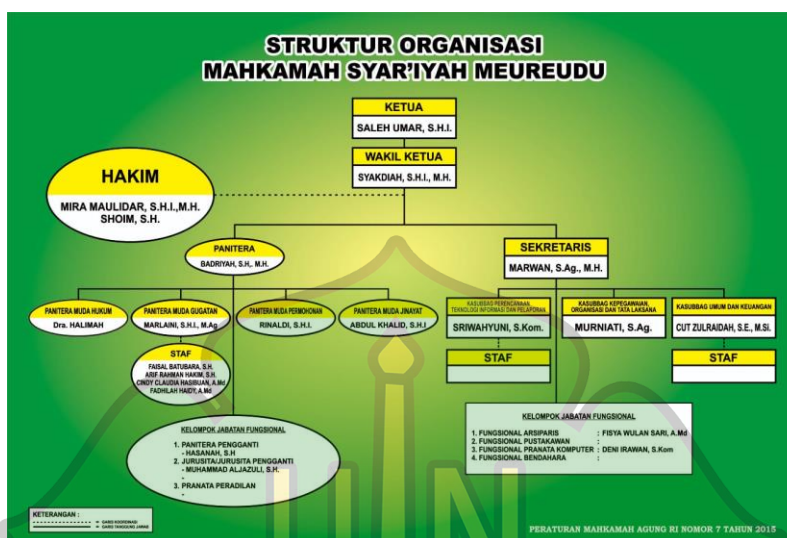 STRUKTUR ORGANISASI
MAHKAMAH SYAR'IYAH MEUREUDU
KETUA
SALEH UMAR, S.H.I.
WAKIL KETUA
SYAKDIAH, S.H.I., M.H.
HAKIM
MIRA MAULIDAR, S.H.I.,M.H.
SHOIM, S.H.
PANITERA
BADRIYAH, S.H,. M.H.
SEKRETARIS
MARWAN, S.Ag., M.H.
PANITERA MUDA HUKUM
Dra. HALIMAH
PANITERA MUDA GUGATAN
MARLAINI, S.H.I., M.Ag
PANITERA MUDA PERMOHONAN
RINALDI, S.H.I.
PANITERA MUDA JINAYAT
ABDUL KHALID, S.H.I
KASUBBAG PERENCANAAN,
TEKNOLOGI INFORMASI DAN PELAPORAN
SRIWAHYUNI, S.Kom.
KASUBBAG KEPEGAWAIAN,
ORGANISASI DAN TATA LAKSANA
MURNIATI, S.Ag.
KASUBBAG UMUM DAN KEUANGAN
CUT ZULRAIDAH, S.E., M.Si.
STAF
FAISAL BATUBARA, S.H.
ARIF RAHMAN HAKIM, S.H.
CINDY CLAUDIA HASIBUAN, A.Md
FADHILAH HAIDY, A.Md
STAF
STAF
KELOMPOK JABATAN FUNGSIONAL
1. PANITERA PENGGANTI
- HASANAH, S.H
2. JURUSITA/JURUSITA PENGGANTI
- MUHAMMAD ALJAZULI, S.H.
-
3. PRANATA PERADILAN
-
KELOMPOK JABATAN FUNGSIONAL
1. FUNGSIONAL ARSIPARIS : FISYA WULAN SARI, A.Md
2. FUNGSIONAL PUSTAKAWAN :
3. FUNGSIONAL PRANATA KOMPUTER : DENI IRAWAN, S.Kom
4. FUNGSIONAL BENDAHARA :
KETERANGAN :
= GARIS KOORDINASI
= GARIS TANGGUNG JAWAB
PERATURAN MAHKAMAH AGUNG RI NOMOR 7 TAHUN 2015
UIN